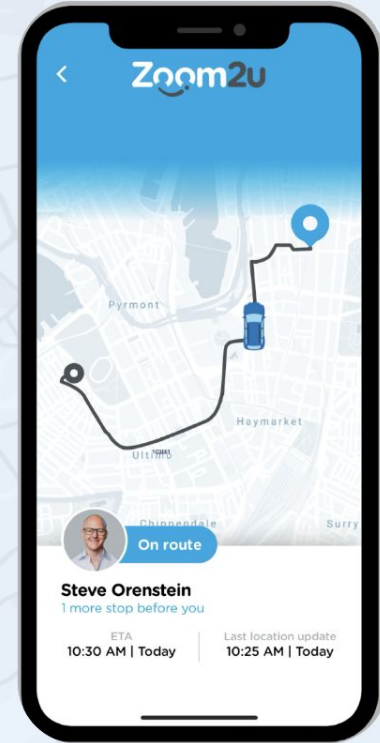 Zoom2u
Pyrmont
Haymarket
Ultimo
Chippendale
Surry
On route
Steve Orenstein
1 more stop before you
ETA
10:30 AM | Today
Last location update
10:25 AM | Today